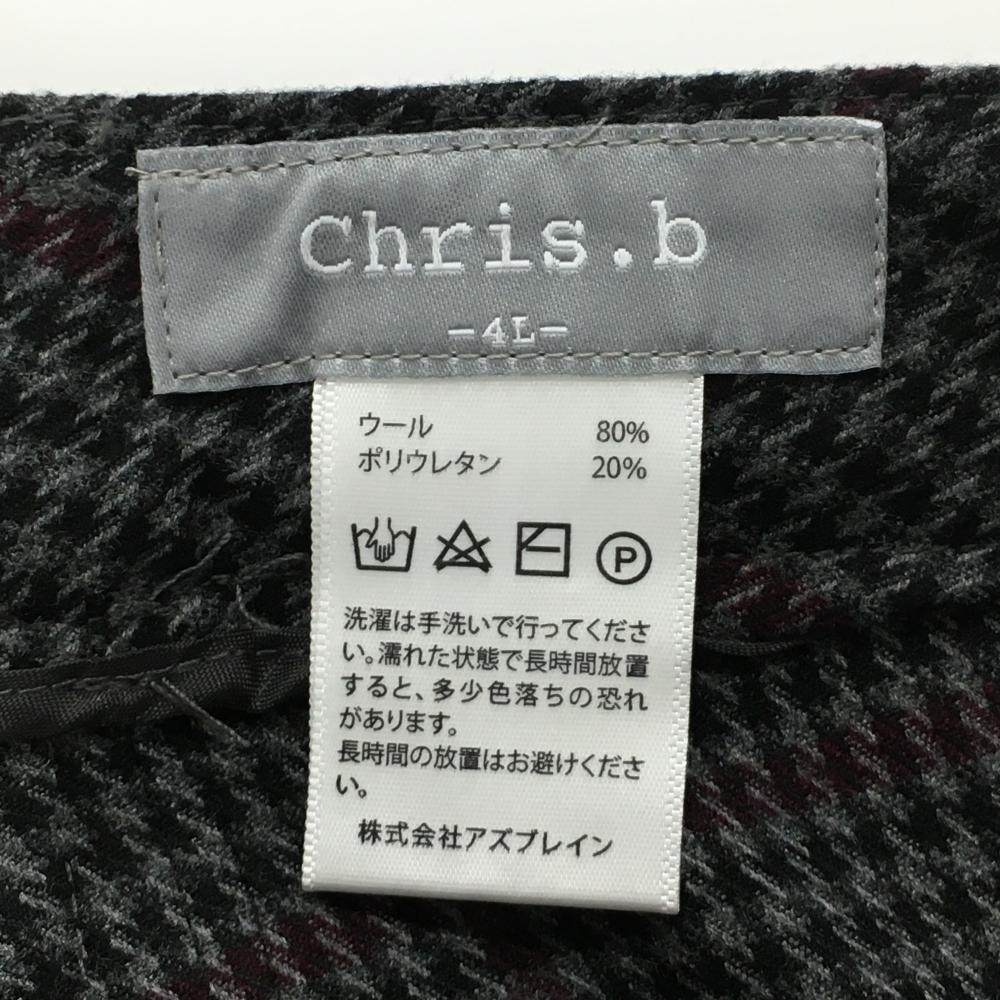 Chris.b
-4L-
ウール 80%
ポリウレタン 20%
P
洗濯は手洗いで行ってくださ
い。濡れた状態で長時間放置
すると、多少色落ちの恐れ
があります。
長時間の放置はお避けくださ
い。
株式会社アズブレイン